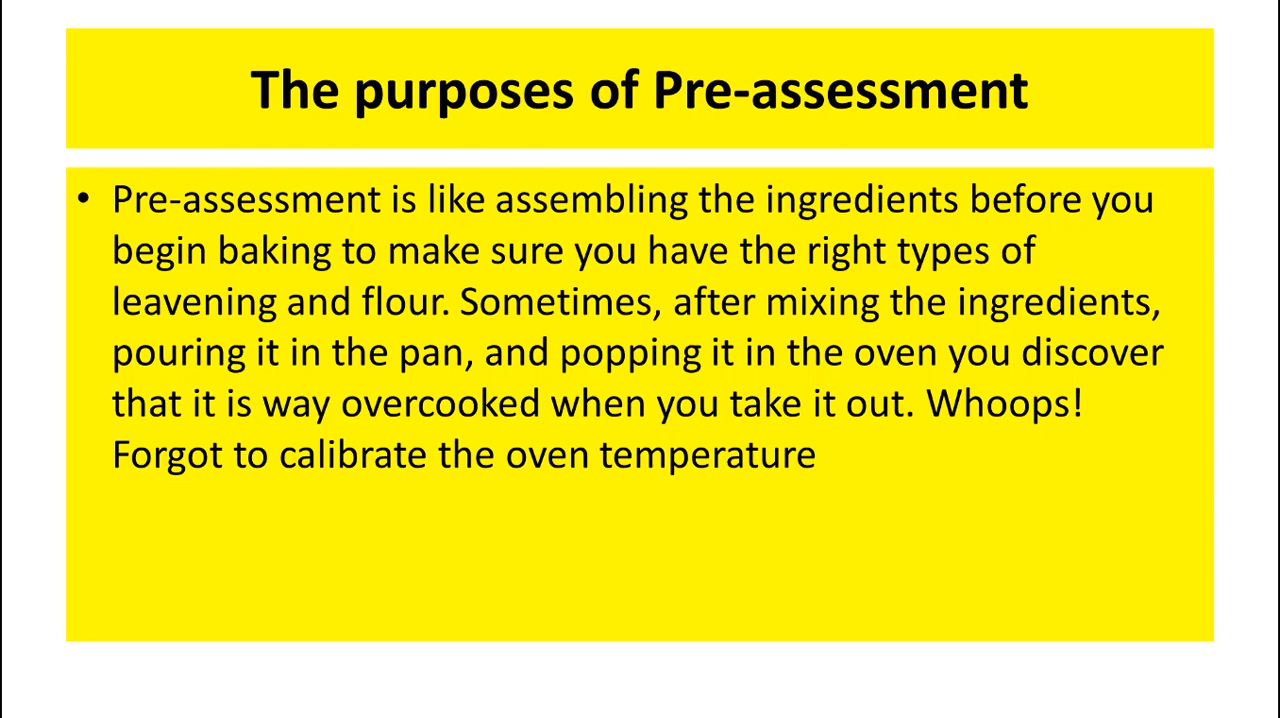 The purposes of Pre-assessment
• Pre-assessment is like assembling the ingredients before you
begin baking to make sure you have the right types of
leavening and flour. Sometimes, after mixing the ingredients,
pouring it in the pan, and popping it in the oven you discover
that it is way overcooked when you take it out. Whoops!
Forgot to calibrate the oven temperature